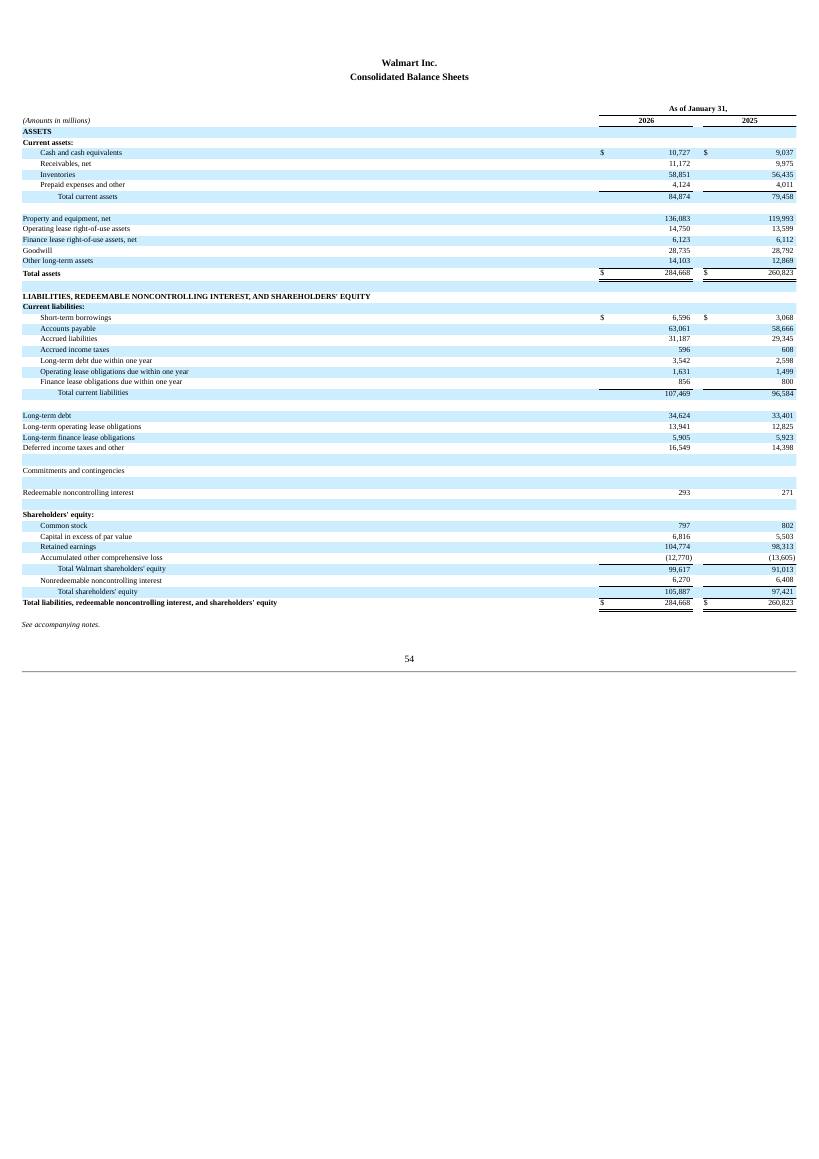 Walmart Inc.
Consolidated Balance Sheets
As of January 31,
(Amounts in millions) 2026 2025
ASSETS
Current assets:
Cash and cash equivalents $ 10,727 $ 9,037
Receivables, net 11,172 9,975
Inventories 58,851 56,435
Prepaid expenses and other 4,124 4,011
Total current assets 84,874 79,458
Property and equipment, net 136,083 119,993
Operating lease right-of-use assets 14,750 13,599
Finance lease right-of-use assets, net 6,123 6,112
Goodwill 28,735 28,792
Other long-term assets 14,103 12,869
Total assets $ 284,668 $ 260,823
LIABILITIES, REDEEMABLE NONCONTROLLING INTEREST, AND SHAREHOLDERS' EQUITY
Current liabilities:
Short-term borrowings $ 6,596 $ 3,068
Accounts payable 63,061 58,666
Accrued liabilities 31,187 29,345
Accrued income taxes 596 608
Long-term debt due within one year 3,542 2,598
Operating lease obligations due within one year 1,631 1,499
Finance lease obligations due within one year 856 800
Total current liabilities 107,469 96,584
Long-term debt 34,624 33,401
Long-term operating lease obligations 13,941 12,825
Long-term finance lease obligations 5,905 5,923
Deferred income taxes and other 16,549 14,398
Commitments and contingencies
Redeemable noncontrolling interest 293 271
Shareholders' equity:
Common stock 797 802
Capital in excess of par value 6,816 5,503
Retained earnings 104,774 98,313
Accumulated other comprehensive loss (12,770) (13,605)
Total Walmart shareholders' equity 99,617 91,013
Nonredeemable noncontrolling interest 6,270 6,408
Total shareholders' equity 105,887 97,421
Total liabilities, redeemable noncontrolling interest, and shareholders' equity $ 284,668 $ 260,823
See accompanying notes.
54